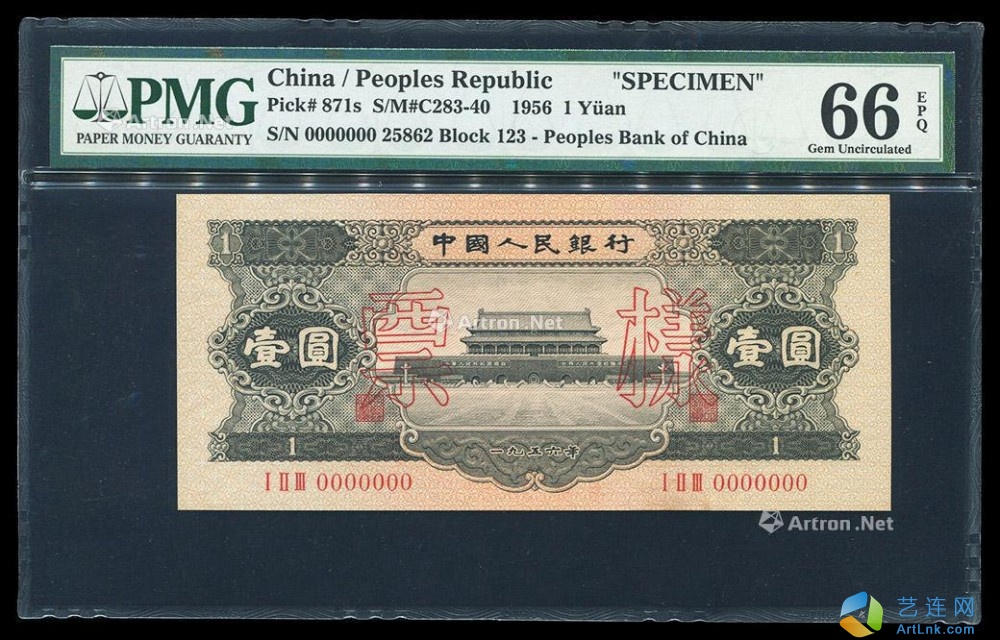 PMG
PAPER MONEY GUARANTY
China / Peoples Republic "SPECIMEN"
Pick# 871s S/M#C283-40 1956 1 Yüan
S/N 0000000 25862 Block 123 - Peoples Bank of China
66
EPQ
Gem Uncirculated
1 中國人民銀行 1
票 樣
壹圓 壹圓
Artron.Net
1 一九五六年 1
I II III 0000000 I II III 0000000
Artron.Net
艺连网
ArtLnk.com